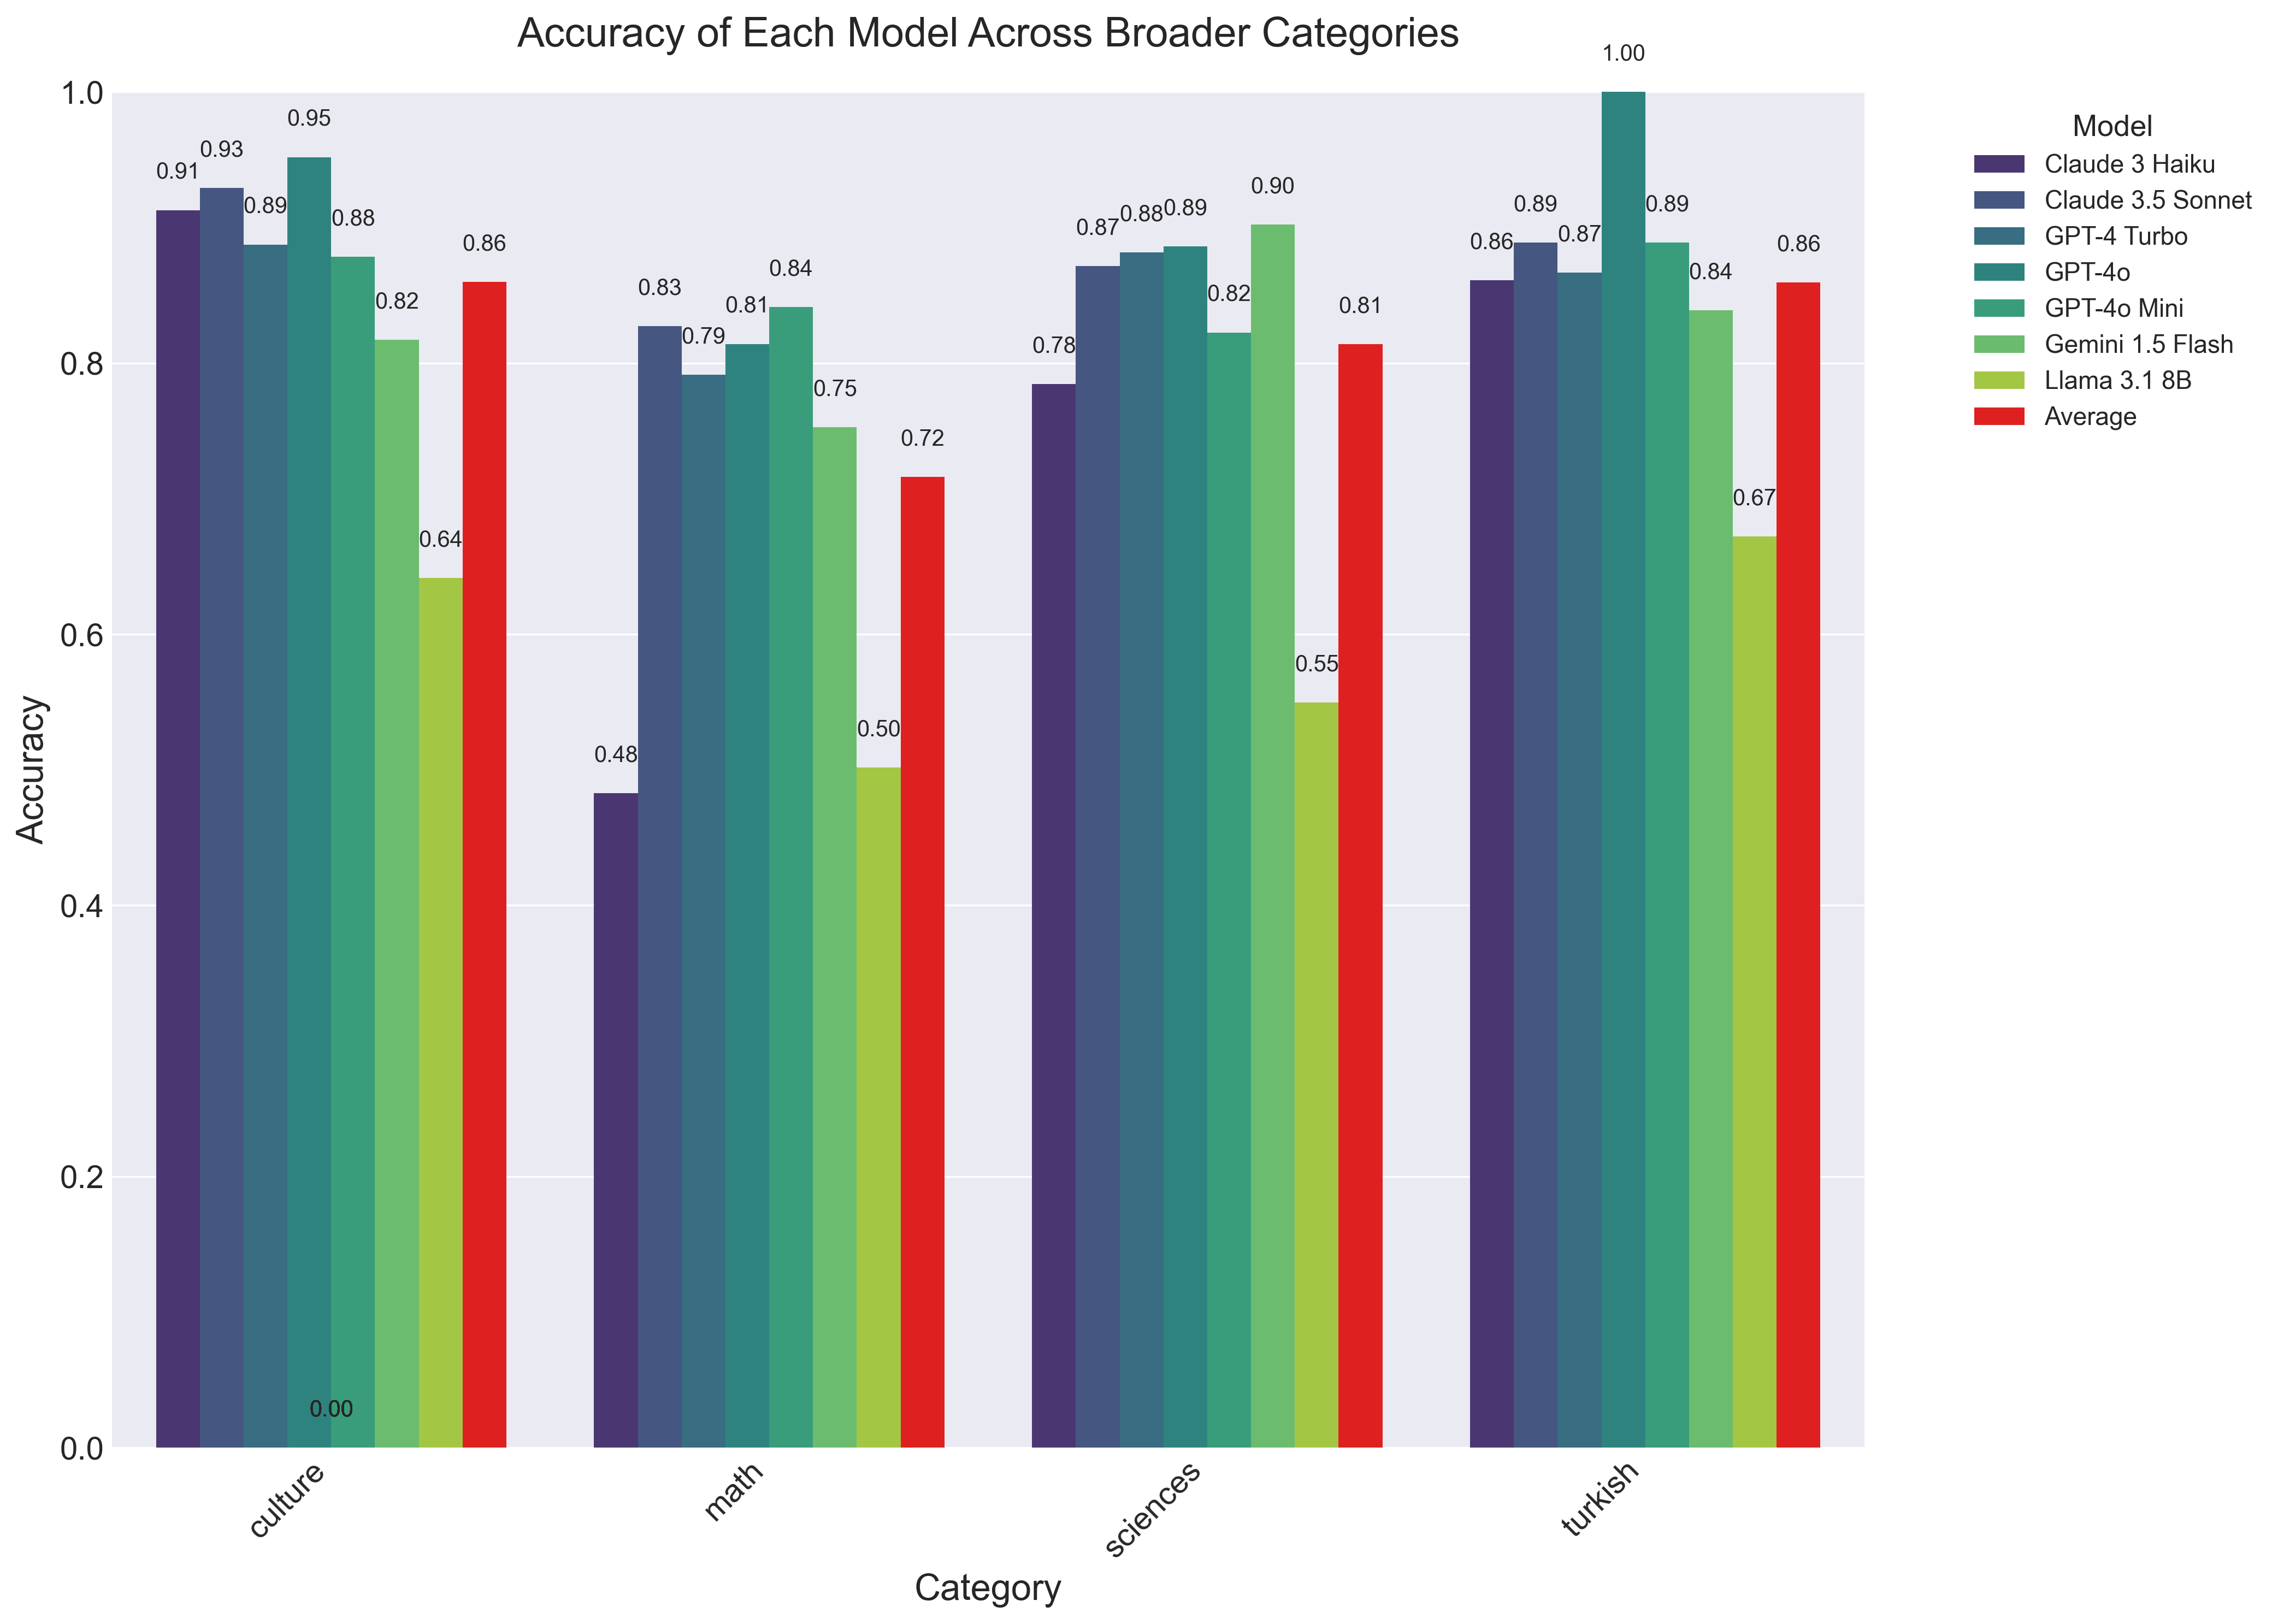 Accuracy of Each Model Across Broader Categories
1.00
1.0
0.8
0.6
0.4
0.2
0.0
Accuracy
0.91
0.93
0.89
0.95
0.88
0.82
0.64
0.86
0.00
0.48
0.83
0.79
0.81
0.84
0.75
0.50
0.72
0.78
0.87
0.88
0.89
0.82
0.90
0.55
0.81
0.86
0.89
0.87
0.89
0.84
0.67
0.86
culture
math
sciences
turkish
Category
Model
Claude 3 Haiku
Claude 3.5 Sonnet
GPT-4 Turbo
GPT-4o
GPT-4o Mini
Gemini 1.5 Flash
Llama 3.1 8B
Average